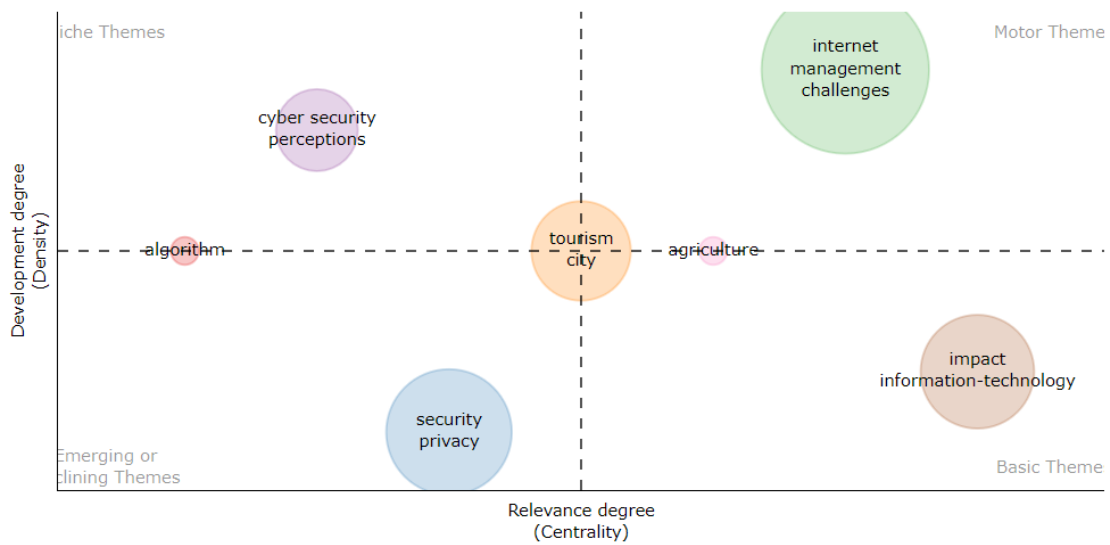 iche Themes
Motor Theme
internet
management
challenges
cyber security
perceptions
tourism
city
algorithm
agriculture
Development degree
(Density)
impact
information-technology
security
privacy
Emerging or
clining Themes
Basic Theme
Relevance degree
(Centrality)